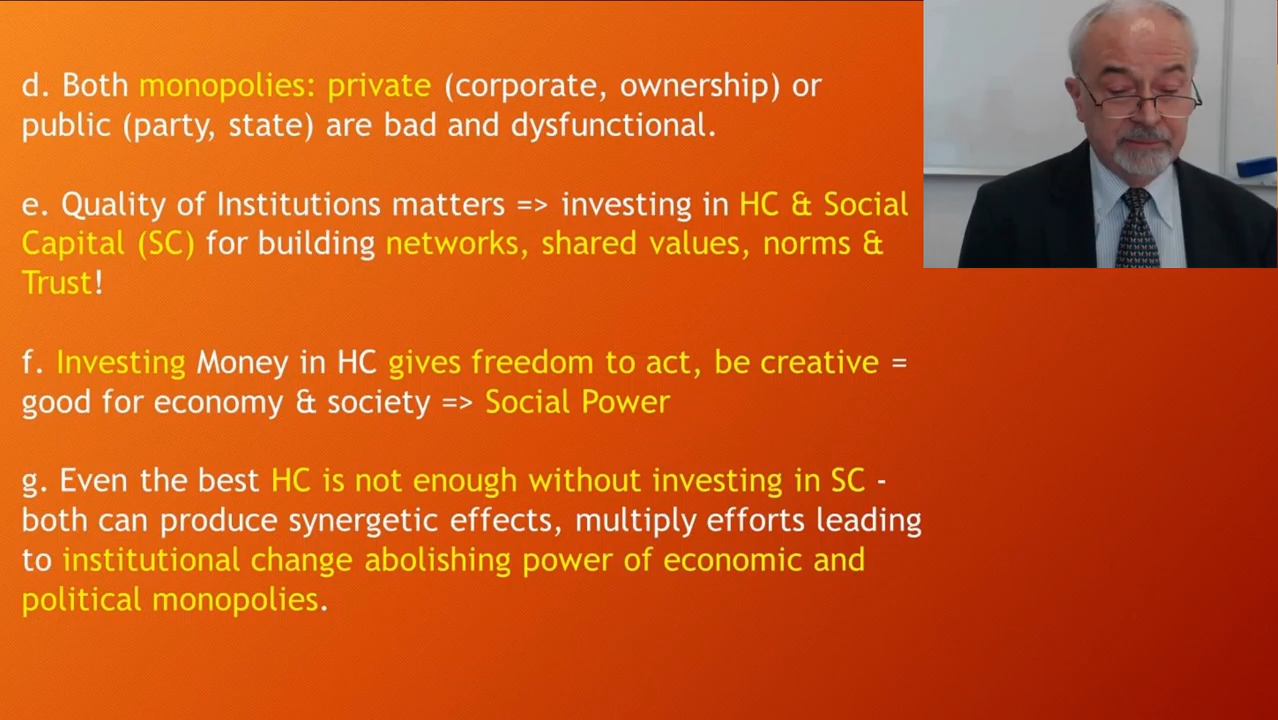 d. Both monopolies: private (corporate, ownership) or
public (party, state) are bad and dysfunctional.
e. Quality of Institutions matters => investing in HC & Social
Capital (SC) for building networks, shared values, norms &
Trust!
f. Investing Money in HC gives freedom to act, be creative =
good for economy & society => Social Power
g. Even the best HC is not enough without investing in SC -
both can produce synergetic effects, multiply efforts leading
to institutional change abolishing power of economic and
political monopolies.